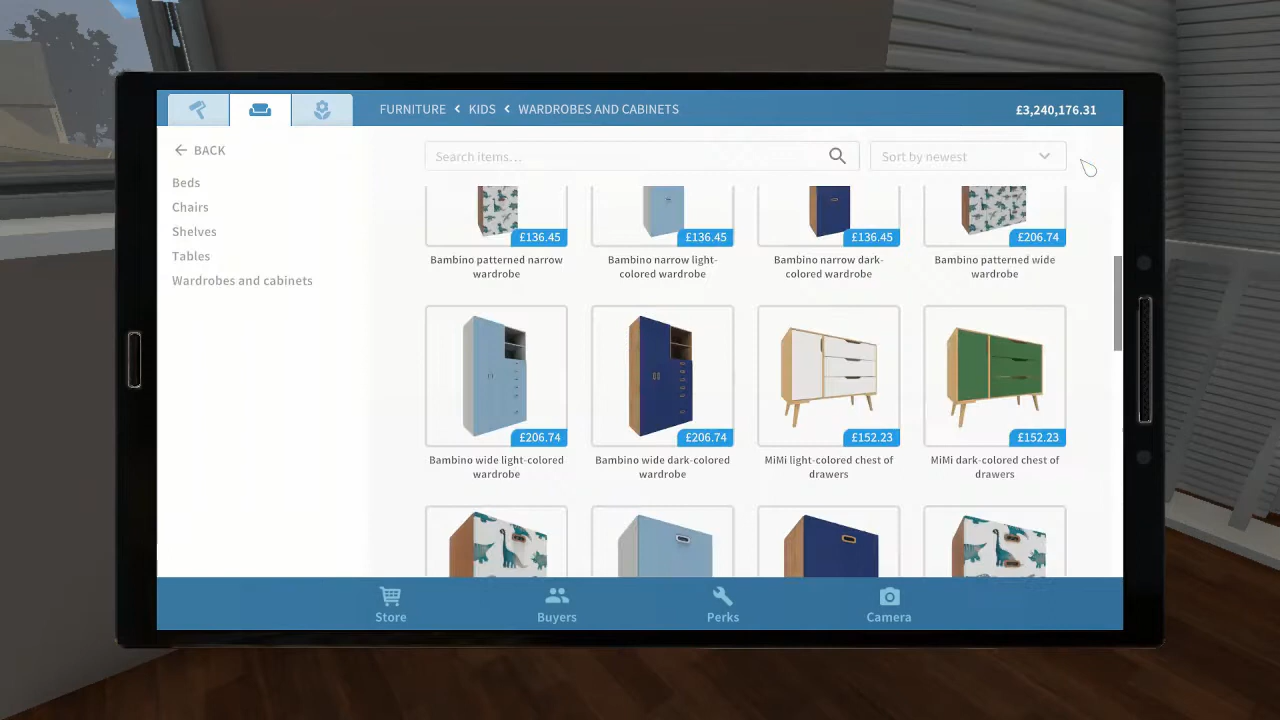 FURNITURE < KIDS < WARDROBES AND CABINETS
£3,240,176.31
BACK
Search items...
Sort by newest
Beds
Chairs
Shelves
Tables
Wardrobes and cabinets
£136.45
£136.45
£136.45
£206.74
Bambino patterned narrow
wardrobe
Bambino narrow light-
colored wardrobe
Bambino narrow dark-
colored wardrobe
Bambino patterned wide
wardrobe
£206.74
£206.74
£152.23
£152.23
Bambino wide light-colored
wardrobe
Bambino wide dark-colored
wardrobe
MiMi light-colored chest of
drawers
MiMi dark-colored chest of
drawers
Store
Buyers
Perks
Camera